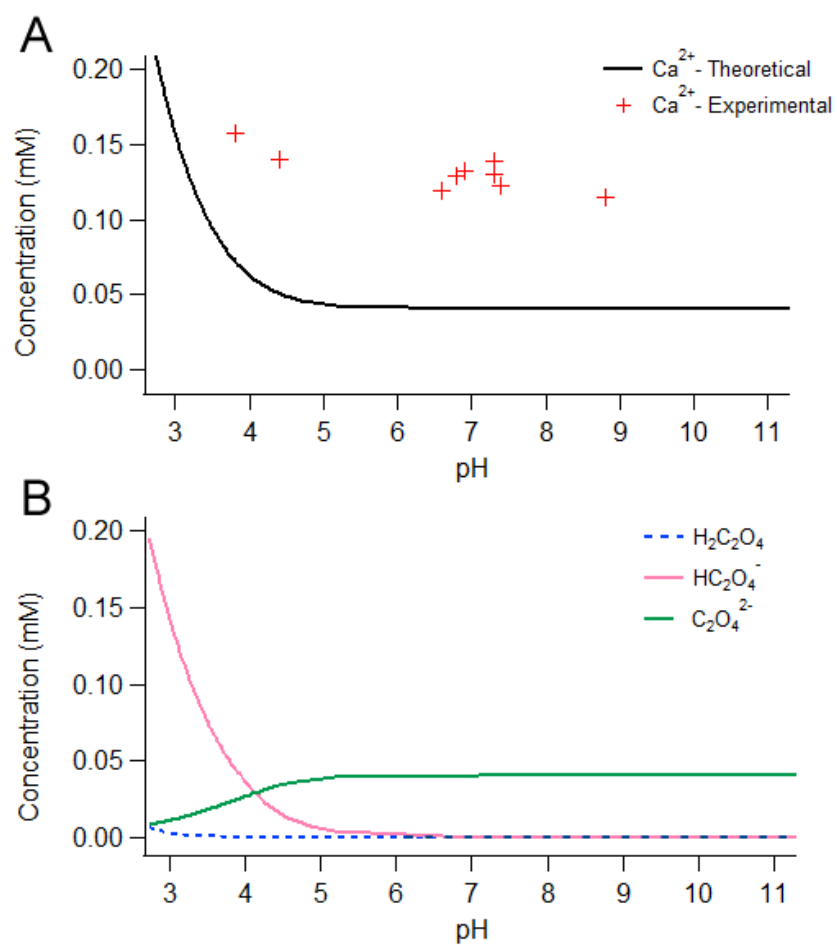 A
Ca2+- Theoretical
Ca2+- Experimental
Concentration (mM)
0.20
0.15
0.10
0.05
0.00
3 4 5 6 7 8 9 10 11
pH
B
H2C2O4
HC2O4-
C2O42-
Concentration (mM)
0.20
0.15
0.10
0.05
0.00
3 4 5 6 7 8 9 10 11
pH